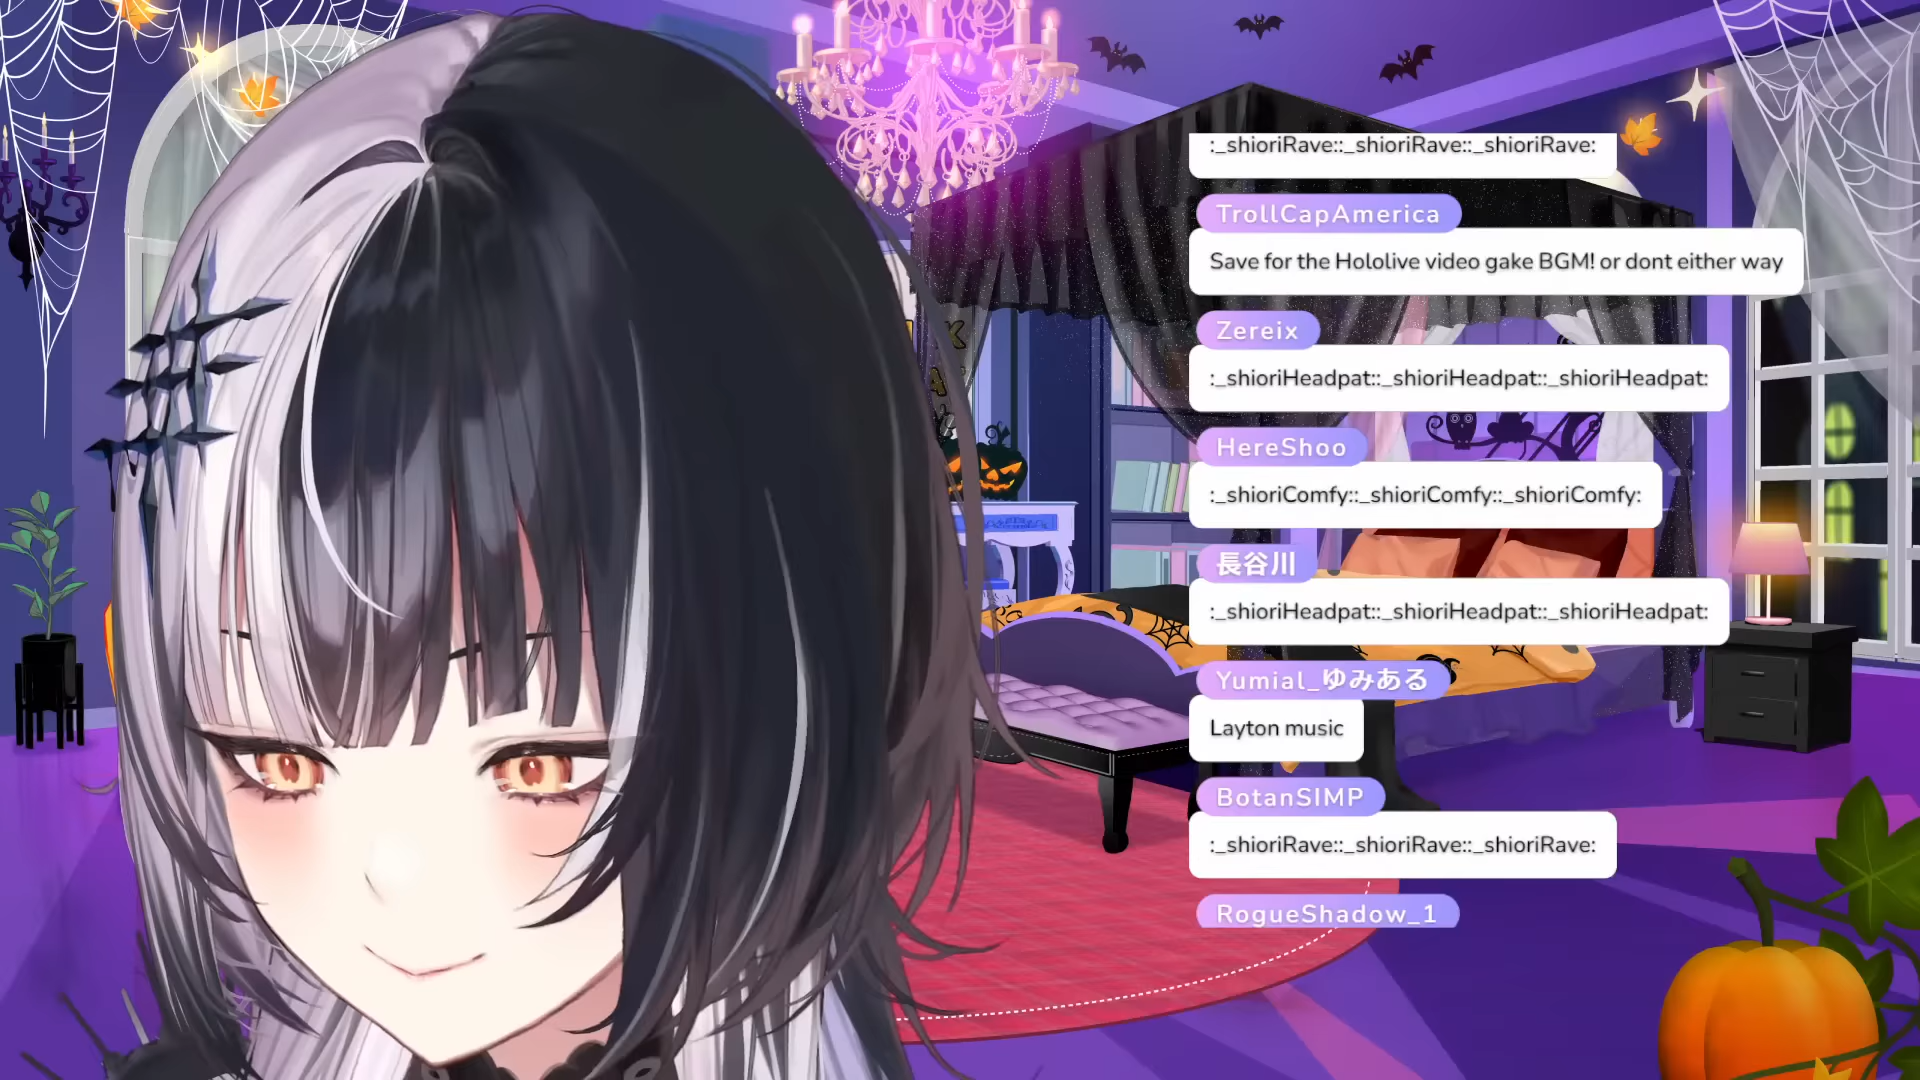 :_shioriRave::_shioriRave::_shioriRave:
TrollCapAmerica
Save for the Hololive video gake BGM! or dont either way
Zereix
:_shioriHeadpat::_shioriHeadpat::_shioriHeadpat:
HereShoo
:_shioriComfy::_shioriComfy::_shioriComfy:
長谷川
:_shioriHeadpat::_shioriHeadpat::_shioriHeadpat:
Yumial_ゆみある
Layton music
BotanSIMP
:_shioriRave::_shioriRave::_shioriRave:
RogueShadow_1